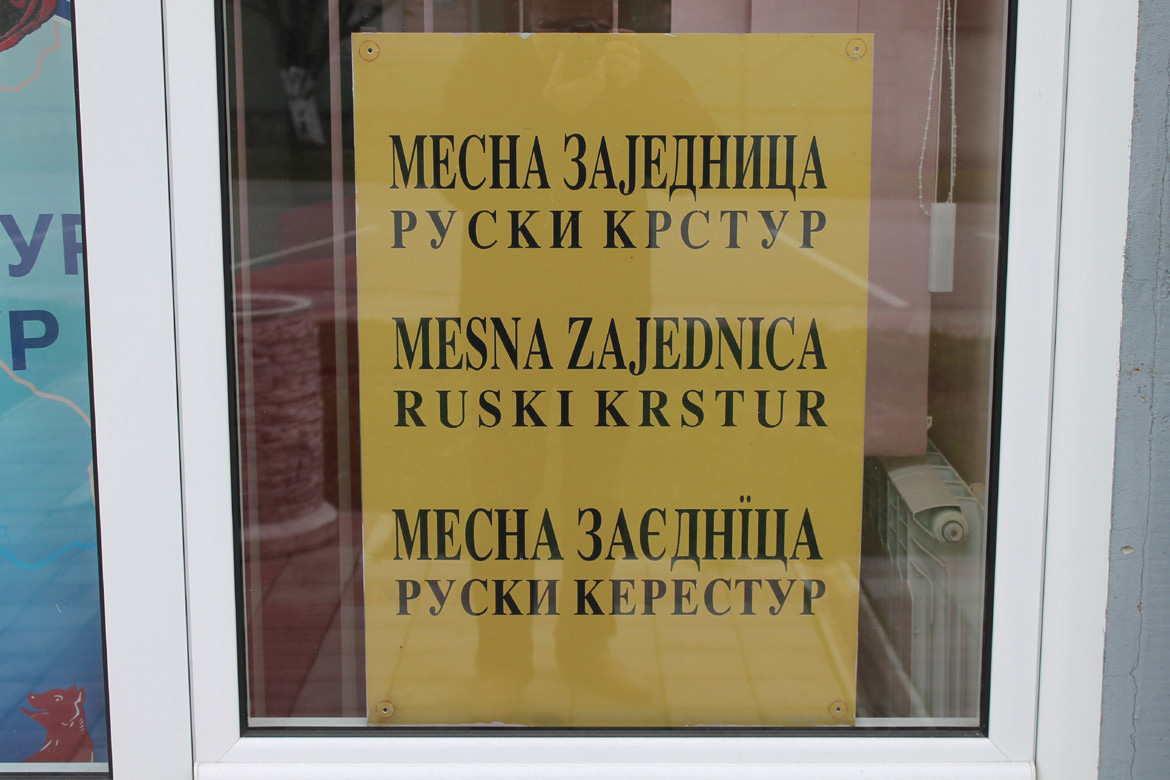 МЕСНА ЗАЈЕДНИЦА
РУСКИ КРСТУР
MESNA ZAJEDNICA
RUSKI KRSTUR
МЕСНА ЗАЄДНЇЦА
РУСКИ КЕРЕСТУР